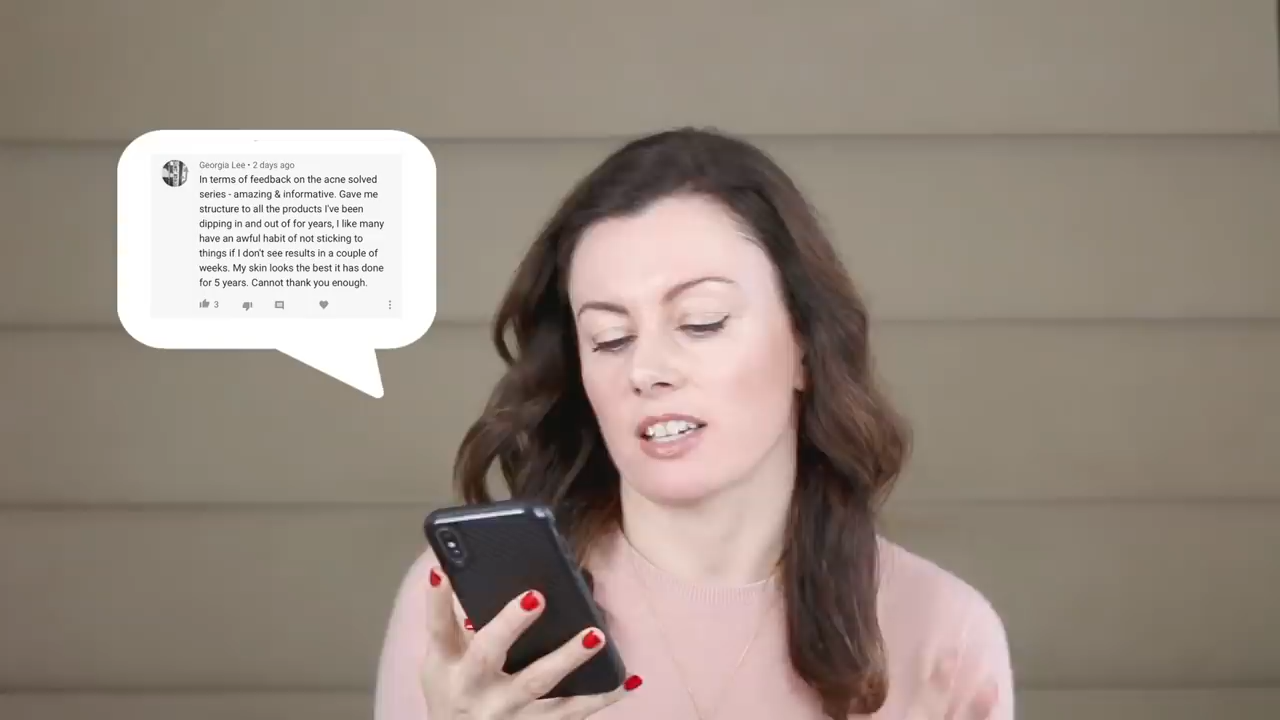 Georgia Lee • 2 days ago
In terms of feedback on the acne solved
series - amazing & informative. Gave me
structure to all the products I've been
dipping in and out of for years, I like many
have an awful habit of not sticking to
things if I don't see results in a couple of
weeks. My skin looks the best it has done
for 5 years. Cannot thank you enough.
3